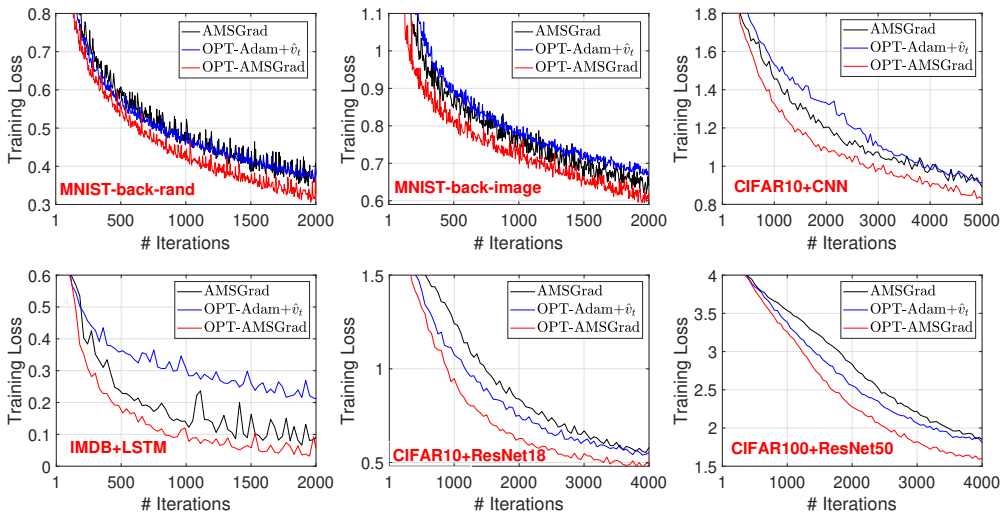 0.8
0.7
0.6
0.5
0.4
0.3
Training Loss
AMSGrad
OPT-Adam+v̂ₜ
OPT-AMSGrad
MNIST-back-rand
1 500 1000 1500 2000
# Iterations
1.1
1
0.9
0.8
0.7
0.6
Training Loss
AMSGrad
OPT-Adam+v̂ₜ
OPT-AMSGrad
MNIST-back-image
1 500 1000 1500 2000
# Iterations
1.8
1.6
1.4
1.2
1
0.8
Training Loss
AMSGrad
OPT-Adam+v̂ₜ
OPT-AMSGrad
CIFAR10+CNN
1 1000 2000 3000 4000 5000
# Iterations
0.6
0.5
0.4
0.3
0.2
0.1
0
Training Loss
AMSGrad
OPT-Adam+v̂ₜ
OPT-AMSGrad
IMDB+LSTM
1 500 1000 1500 2000
# Iterations
1.5
1
0.5
Training Loss
AMSGrad
OPT-Adam+v̂ₜ
OPT-AMSGrad
CIFAR10+ResNet18
1 1000 2000 3000 4000
# Iterations
4
3.5
3
2.5
2
1.5
Training Loss
AMSGrad
OPT-Adam+v̂ₜ
OPT-AMSGrad
CIFAR100+ResNet50
1 1000 2000 3000 4000
# Iterations